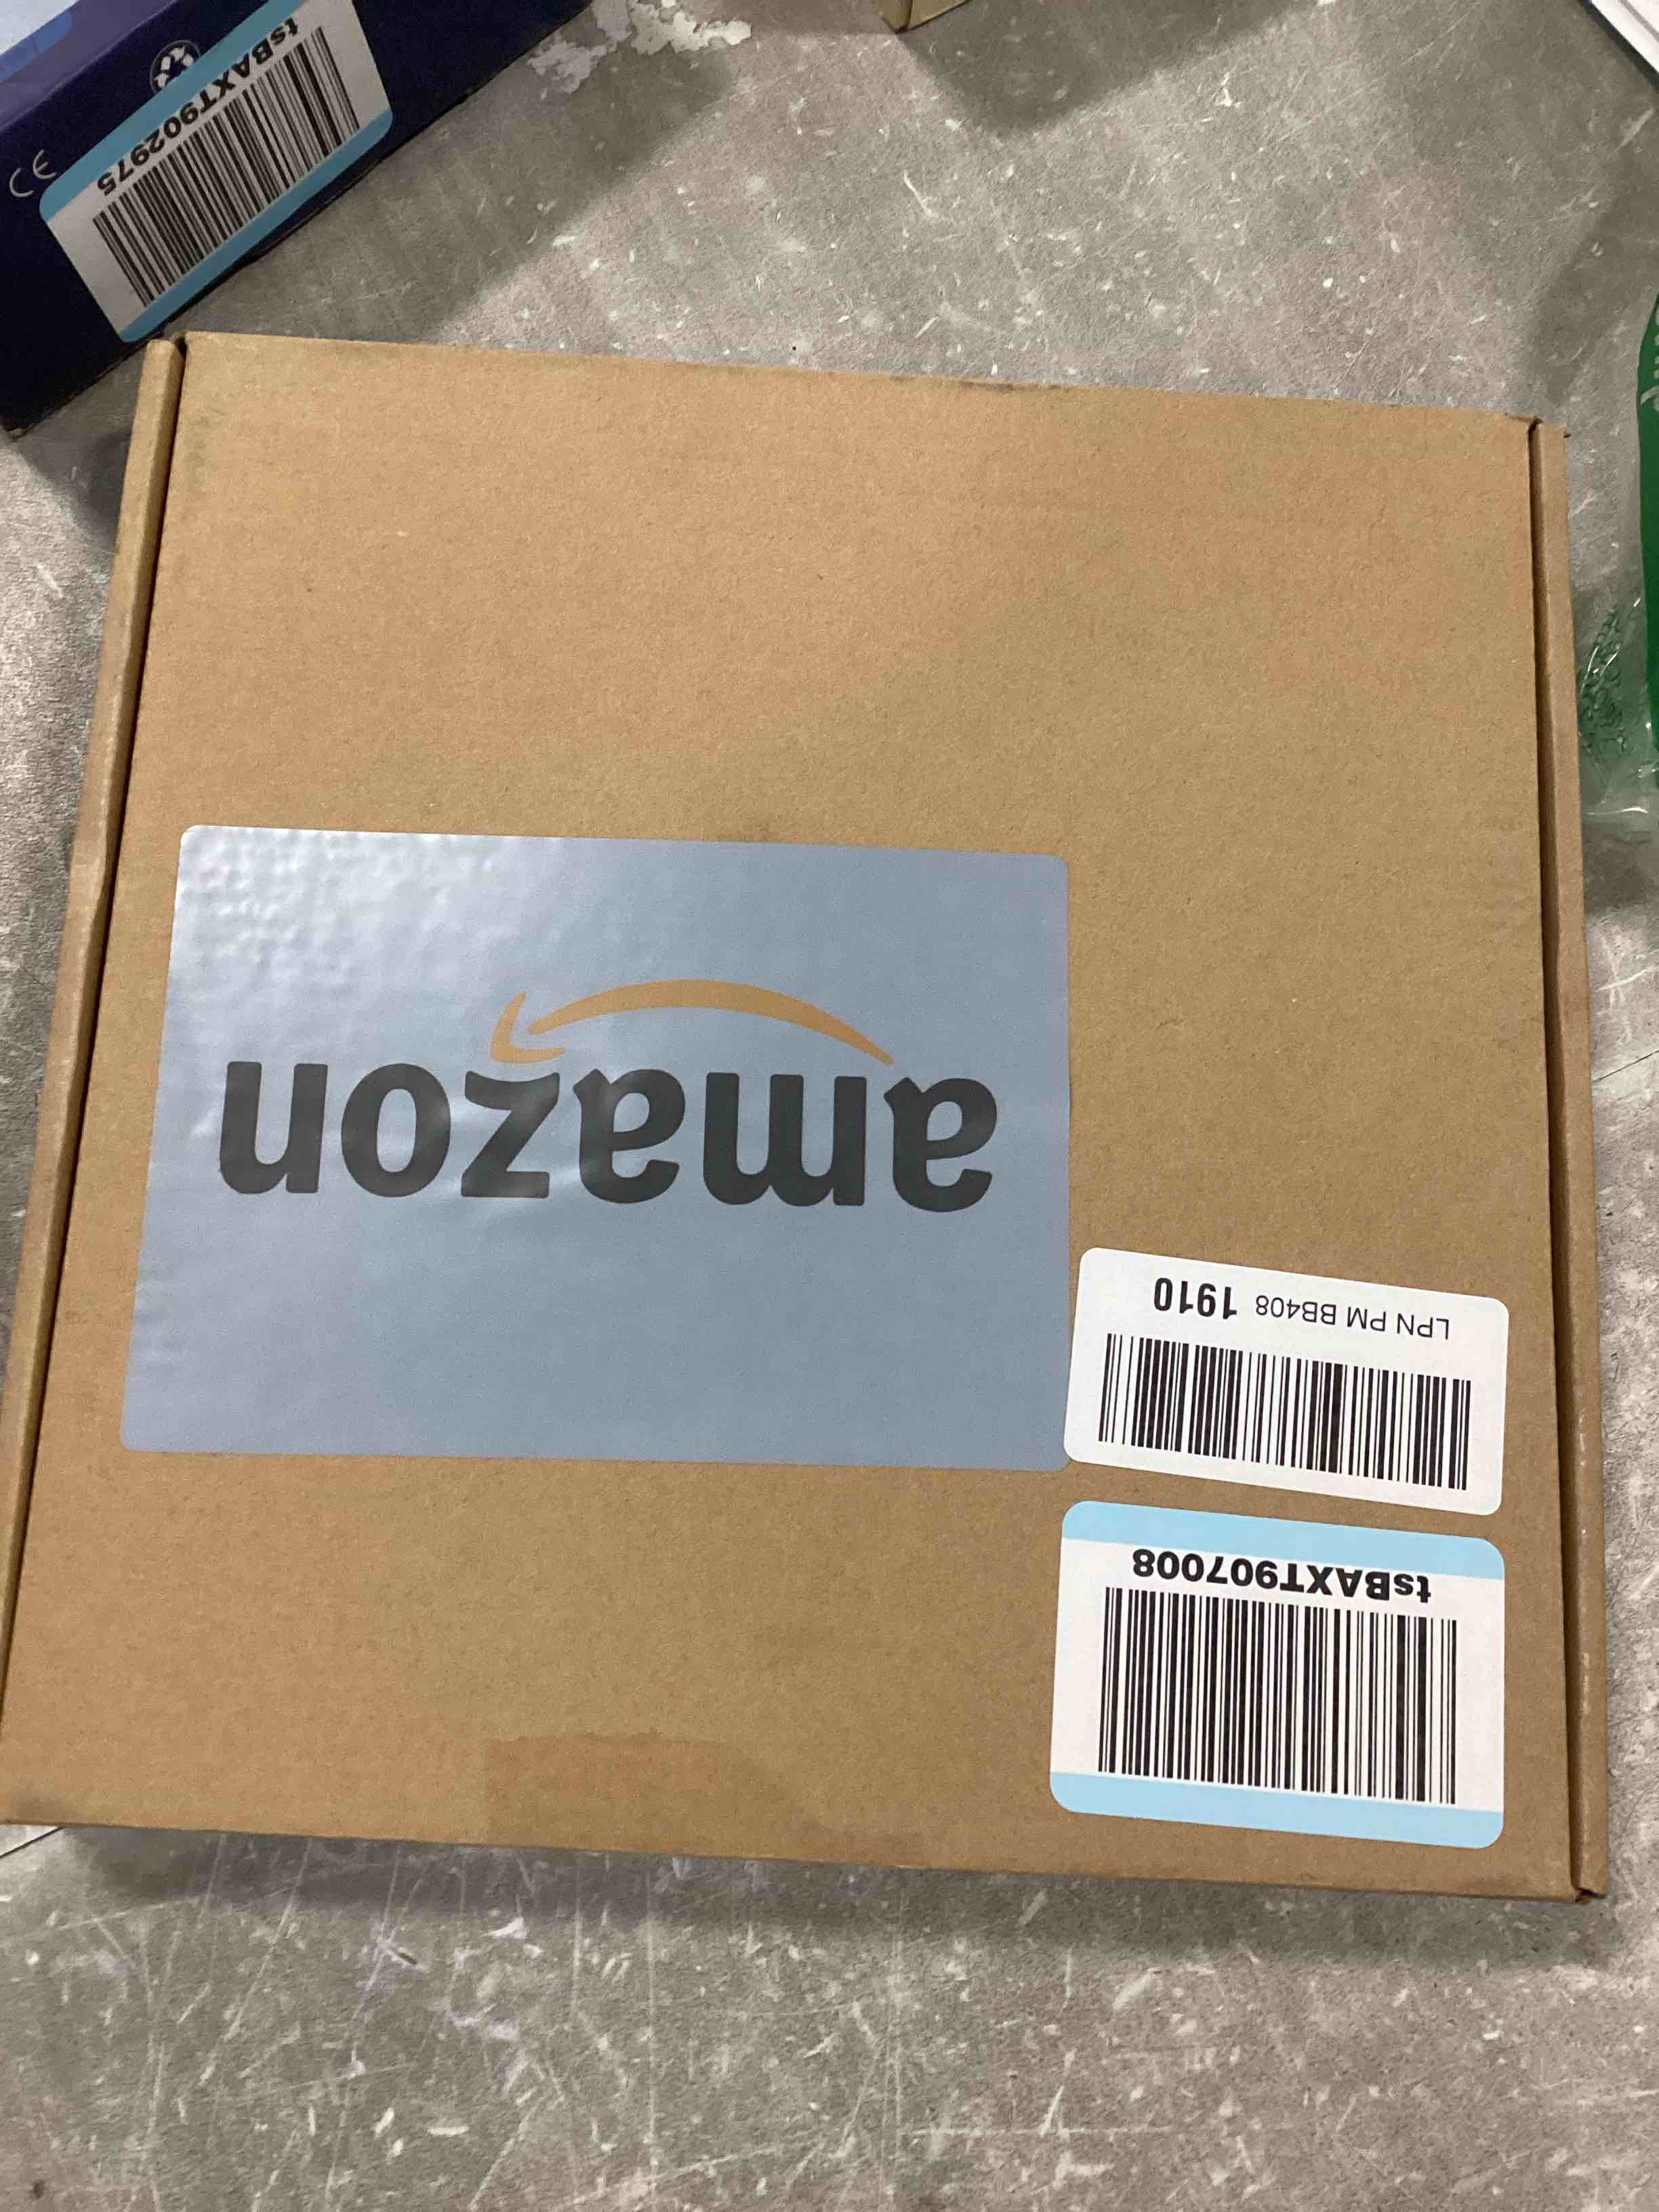 CE
tsBAXT902975
amazon
LPN PM BB408 1910
tsBAXT907008